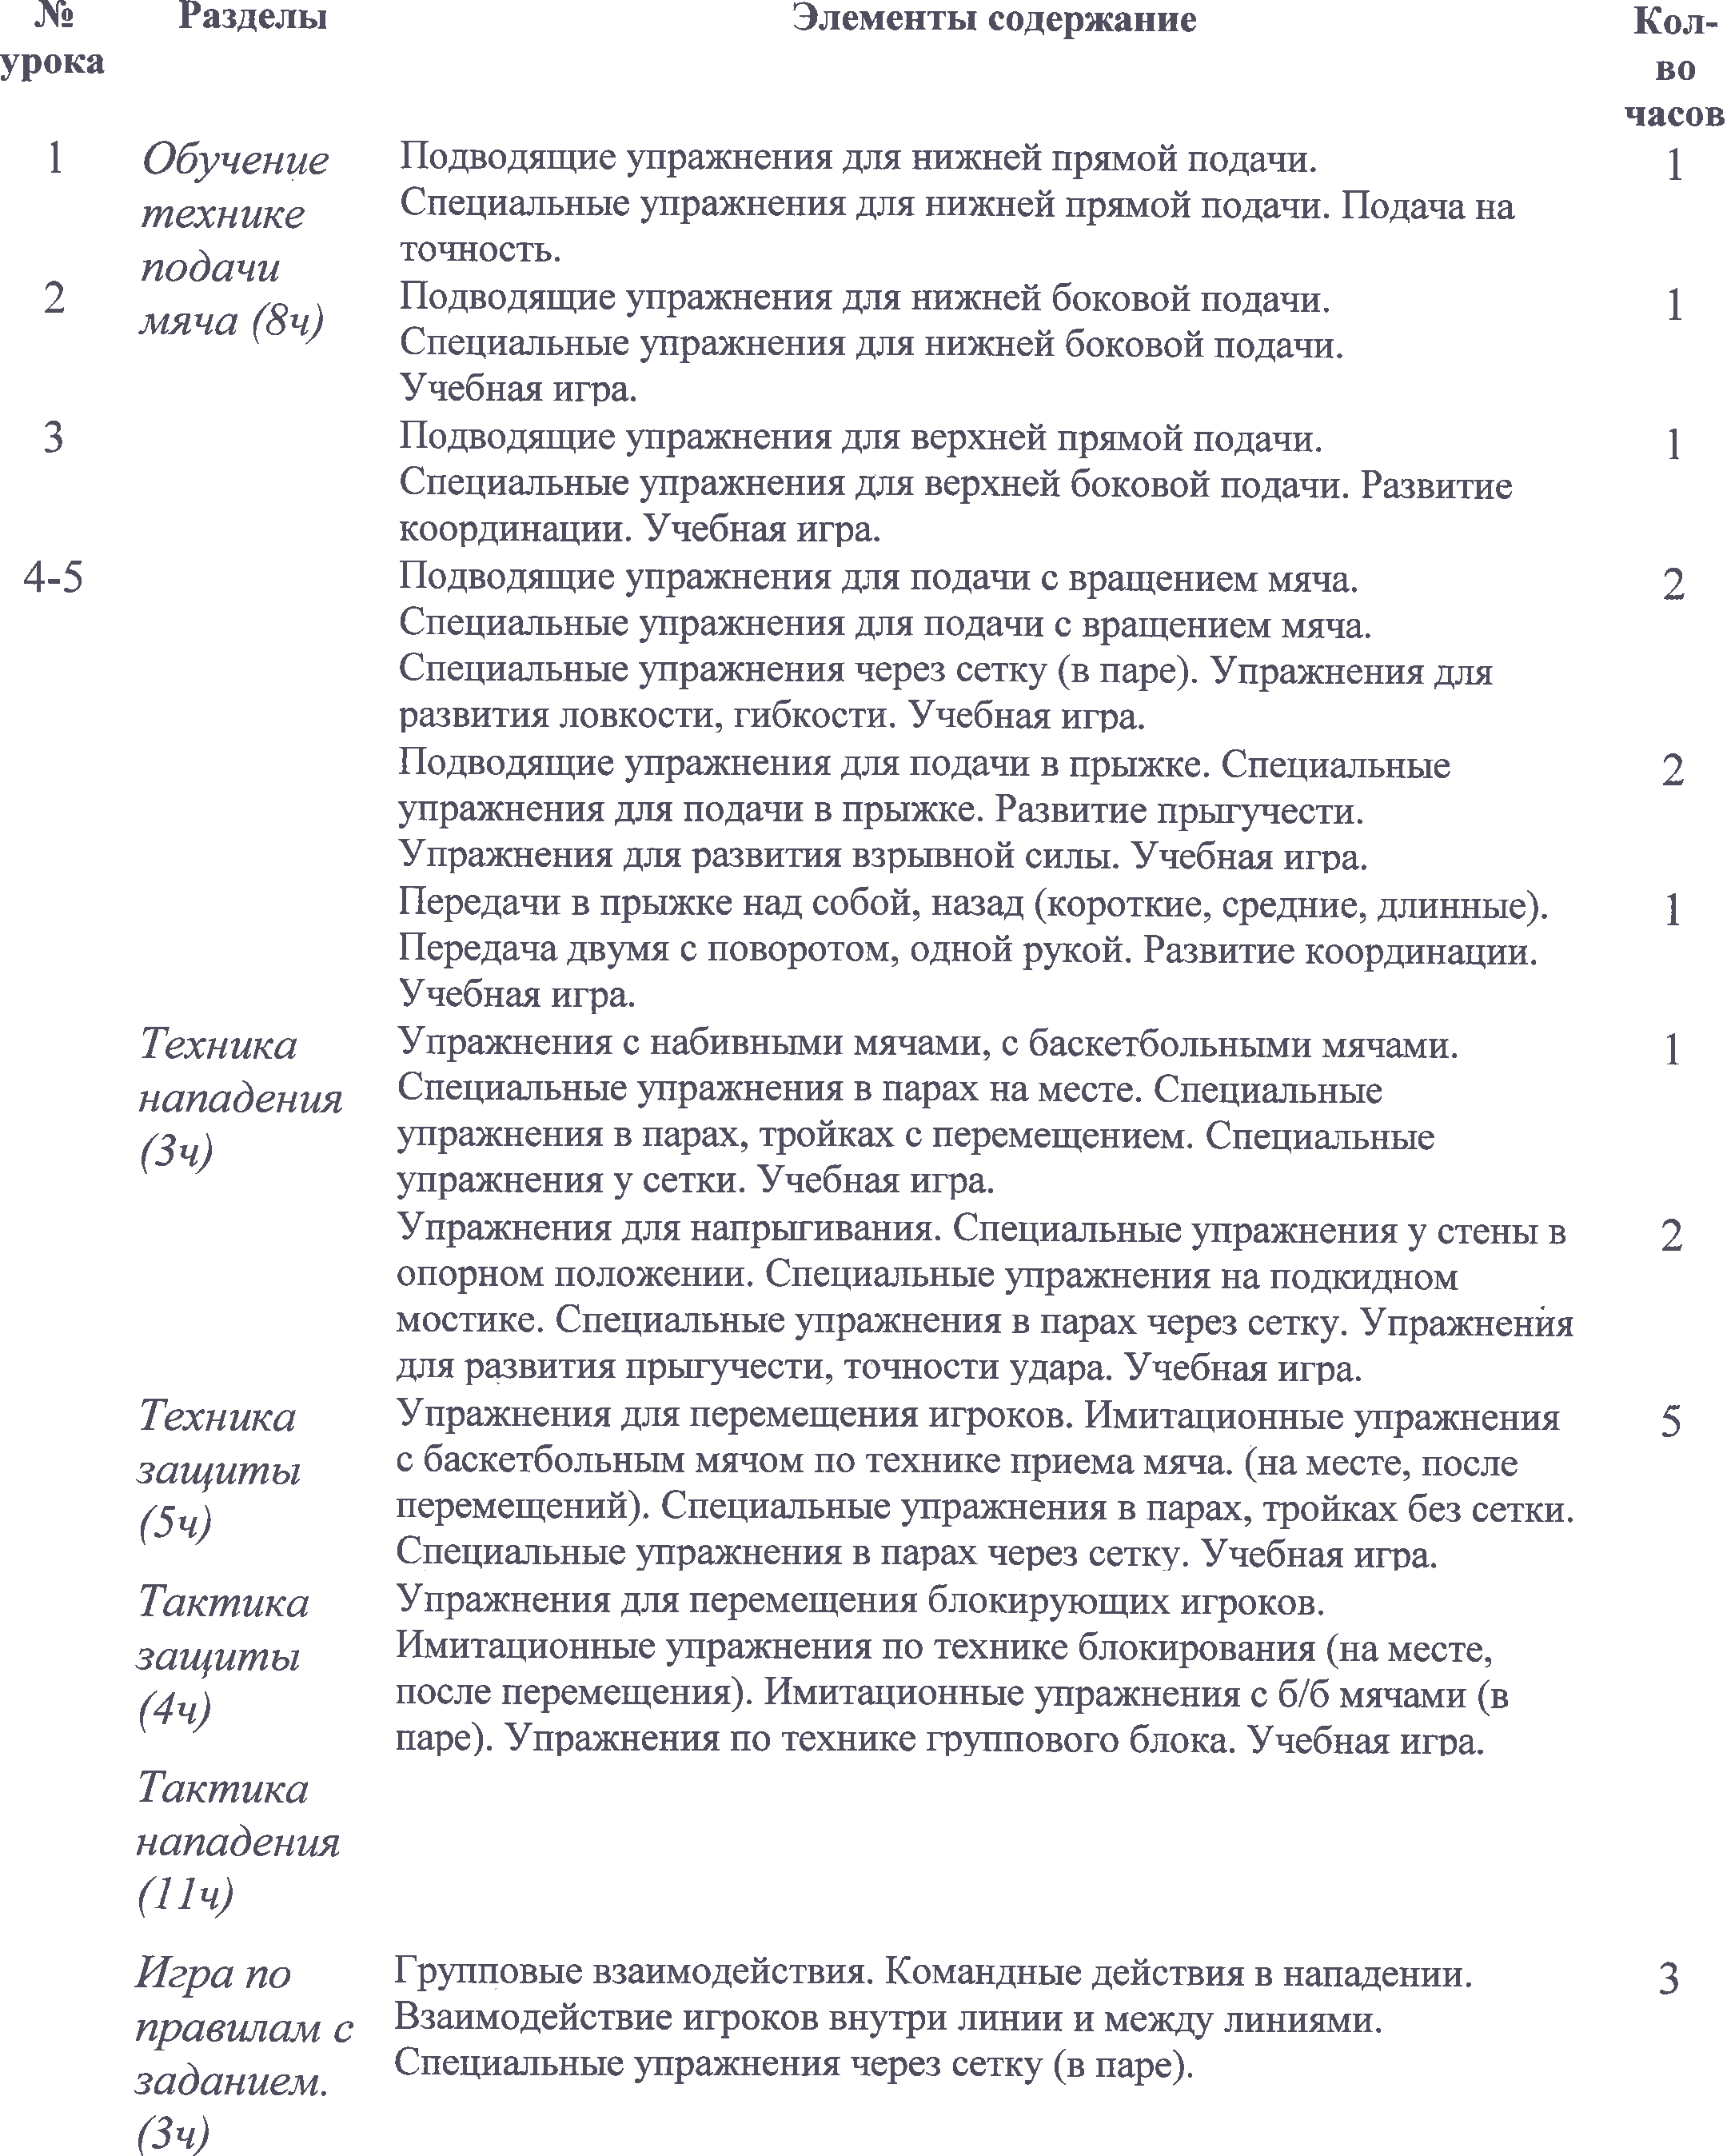 № урока Разделы Элементы содержание Кол-во часов
1 Обучение Подводящие упражнения для нижней прямой подачи. 1
технике Специальные упражнения для нижней прямой подачи. Подача на
подачи точность.
2 мяча (8ч) Подводящие упражнения для нижней боковой подачи. 1
Специальные упражнения для нижней боковой подачи.
Учебная игра.
3 Подводящие упражнения для верхней прямой подачи. 1
Специальные упражнения для верхней боковой подачи. Развитие
координации. Учебная игра.
4-5 Подводящие упражнения для подачи с вращением мяча. 2
Специальные упражнения для подачи с вращением мяча.
Специальные упражнения через сетку (в паре). Упражнения для
развития ловкости, гибкости. Учебная игра.
Подводящие упражнения для подачи в прыжке. Специальные 2
упражнения для подачи в прыжке. Развитие прыгучести.
Упражнения для развития взрывной силы. Учебная игра.
Передачи в прыжке над собой, назад (короткие, средние, длинные). 1
Передача двумя с поворотом, одной рукой. Развитие координации.
Учебная игра.
Техника Упражнения с набивными мячами, с баскетбольными мячами. 1
нападения Специальные упражнения в парах на месте. Специальные
(3ч) упражнения в парах, тройках с перемещением. Специальные
упражнения у сетки. Учебная игра.
Упражнения для напрыгивания. Специальные упражнения у стены в 2
опорном положении. Специальные упражнения на подкидном
мостике. Специальные упражнения в парах через сетку. Упражнения
для развития прыгучести, точности удара. Учебная игра.
Техника Упражнения для перемещения игроков. Имитационные упражнения 5
защиты с баскетбольным мячом по технике приема мяча. (на месте, после
(5ч) перемещений). Специальные упражнения в парах, тройках без сетки.
Специальные упражнения в парах через сетку. Учебная игра.
Тактика Упражнения для перемещения блокирующих игроков.
защиты Имитационные упражнения по технике блокирования (на месте,
(4ч) после перемещения). Имитационные упражнения с б/б мячами (в
паре). Упражнения по технике группового блока. Учебная игра.
Тактика
нападения
(11ч)
Игра по Групповые взаимодействия. Командные действия в нападении. 3
правилам с Взаимодействие игроков внутри линии и между линиями.
заданием. Специальные упражнения через сетку (в паре).
(3ч)